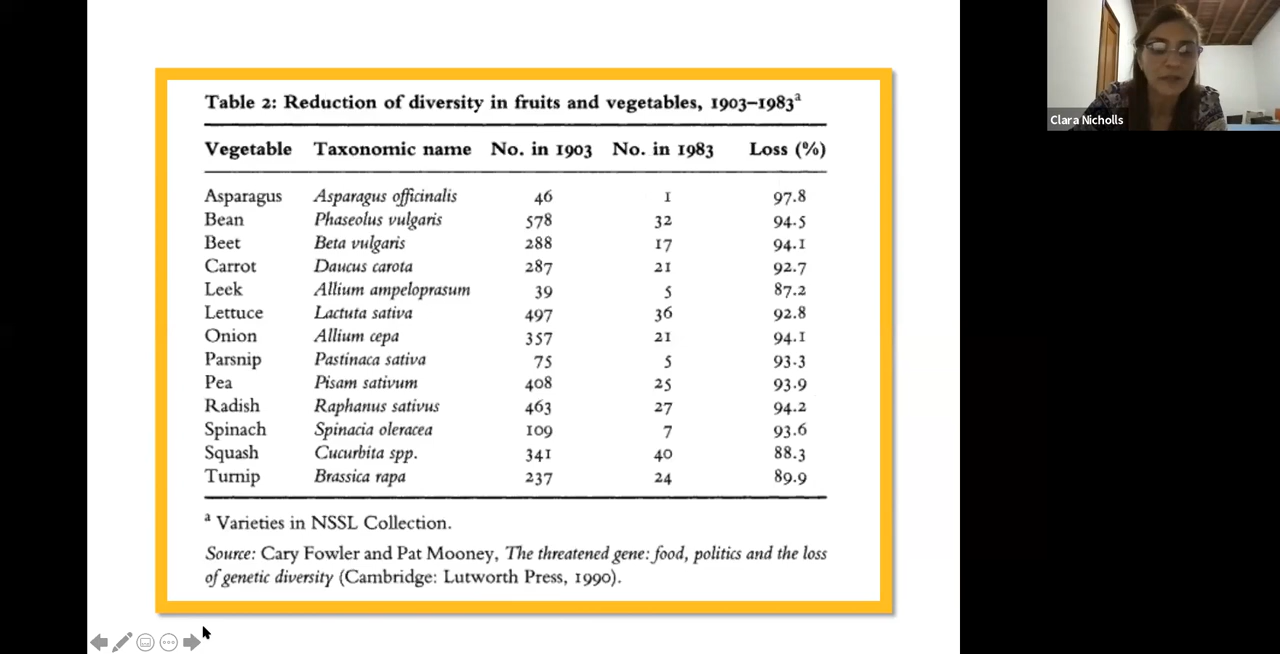 Table 2: Reduction of diversity in fruits and vegetables, 1903–1983a
Vegetable Taxonomic name No. in 1903 No. in 1983 Loss (%)
Asparagus Asparagus officinalis 46 1 97.8
Bean Phaseolus vulgaris 578 32 94.5
Beet Beta vulgaris 288 17 94.1
Carrot Daucus carota 287 21 92.7
Leek Allium ampeloprasum 39 5 87.2
Lettuce Lactuta sativa 497 36 92.8
Onion Allium cepa 357 21 94.1
Parsnip Pastinaca sativa 75 5 93.3
Pea Pisam sativum 408 25 93.9
Radish Raphanus sativus 463 27 94.2
Spinach Spinacia oleracea 109 7 93.6
Squash Cucurbita spp. 341 40 88.3
Turnip Brassica rapa 237 24 89.9
a Varieties in NSSL Collection.
Source: Cary Fowler and Pat Mooney, The threatened gene: food, politics and the loss
of genetic diversity (Cambridge: Lutworth Press, 1990).
Clara Nicholls